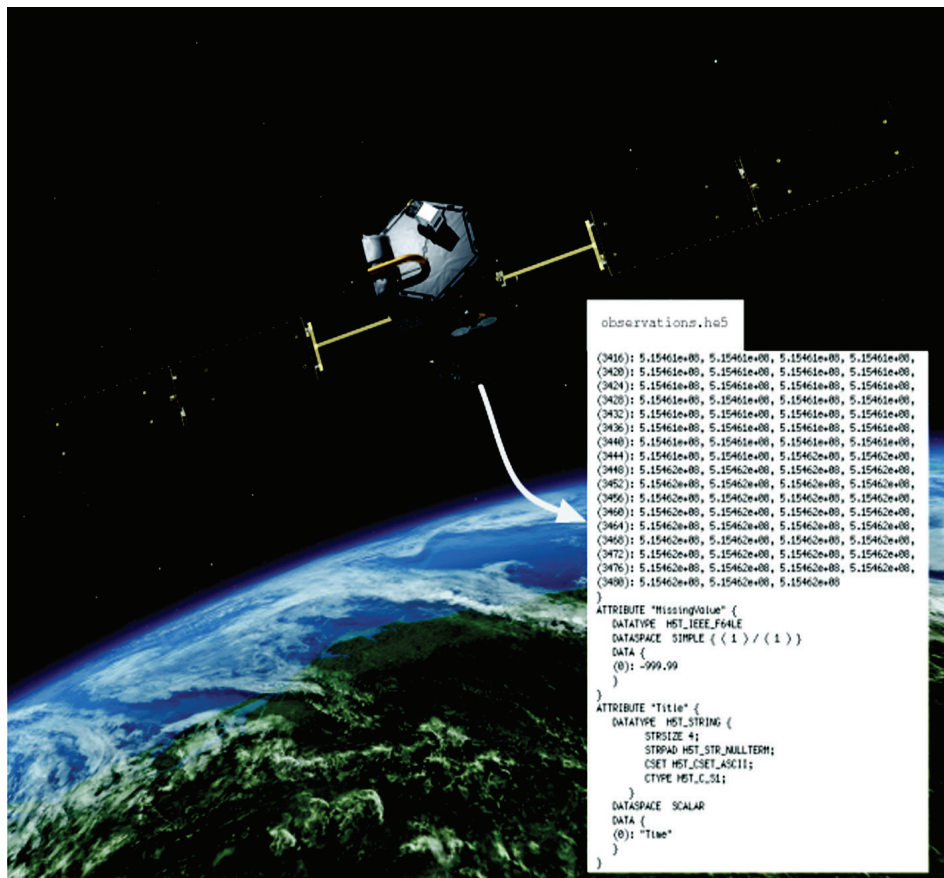 observations.he5
(3416): 5.15461e+08, 5.15461e+08, 5.15461e+08, 5.15461e+08,
(3420): 5.15461e+08, 5.15461e+08, 5.15461e+08, 5.15461e+08,
(3424): 5.15461e+08, 5.15461e+08, 5.15461e+08, 5.15461e+08,
(3428): 5.15461e+08, 5.15461e+08, 5.15461e+08, 5.15461e+08,
(3432): 5.15461e+08, 5.15461e+08, 5.15461e+08, 5.15461e+08,
(3436): 5.15461e+08, 5.15461e+08, 5.15461e+08, 5.15461e+08,
(3440): 5.15461e+08, 5.15461e+08, 5.15461e+08, 5.15461e+08,
(3444): 5.15461e+08, 5.15461e+08, 5.15462e+08, 5.15462e+08,
(3448): 5.15462e+08, 5.15462e+08, 5.15462e+08, 5.15462e+08,
(3452): 5.15462e+08, 5.15462e+08, 5.15462e+08, 5.15462e+08,
(3456): 5.15462e+08, 5.15462e+08, 5.15462e+08, 5.15462e+08,
(3460): 5.15462e+08, 5.15462e+08, 5.15462e+08, 5.15462e+08,
(3464): 5.15462e+08, 5.15462e+08, 5.15462e+08, 5.15462e+08,
(3468): 5.15462e+08, 5.15462e+08, 5.15462e+08, 5.15462e+08,
(3472): 5.15462e+08, 5.15462e+08, 5.15462e+08, 5.15462e+08,
(3476): 5.15462e+08, 5.15462e+08, 5.15462e+08, 5.15462e+08,
(3480): 5.15462e+08, 5.15462e+08, 5.15462e+08
}
ATTRIBUTE "MissingValue" {
DATATYPE H5T_IEEE_F64LE
DATASPACE SIMPLE { ( 1 ) / ( 1 ) }
DATA {
(0): -999.99
}
}
ATTRIBUTE "Title" {
DATATYPE H5T_STRING {
STRSIZE 4;
STRPAD H5T_STR_NULLTERM;
CSET H5T_CSET_ASCII;
CTYPE H5T_C_S1;
}
DATASPACE SCALAR
DATA {
(0): "Time"
}
}